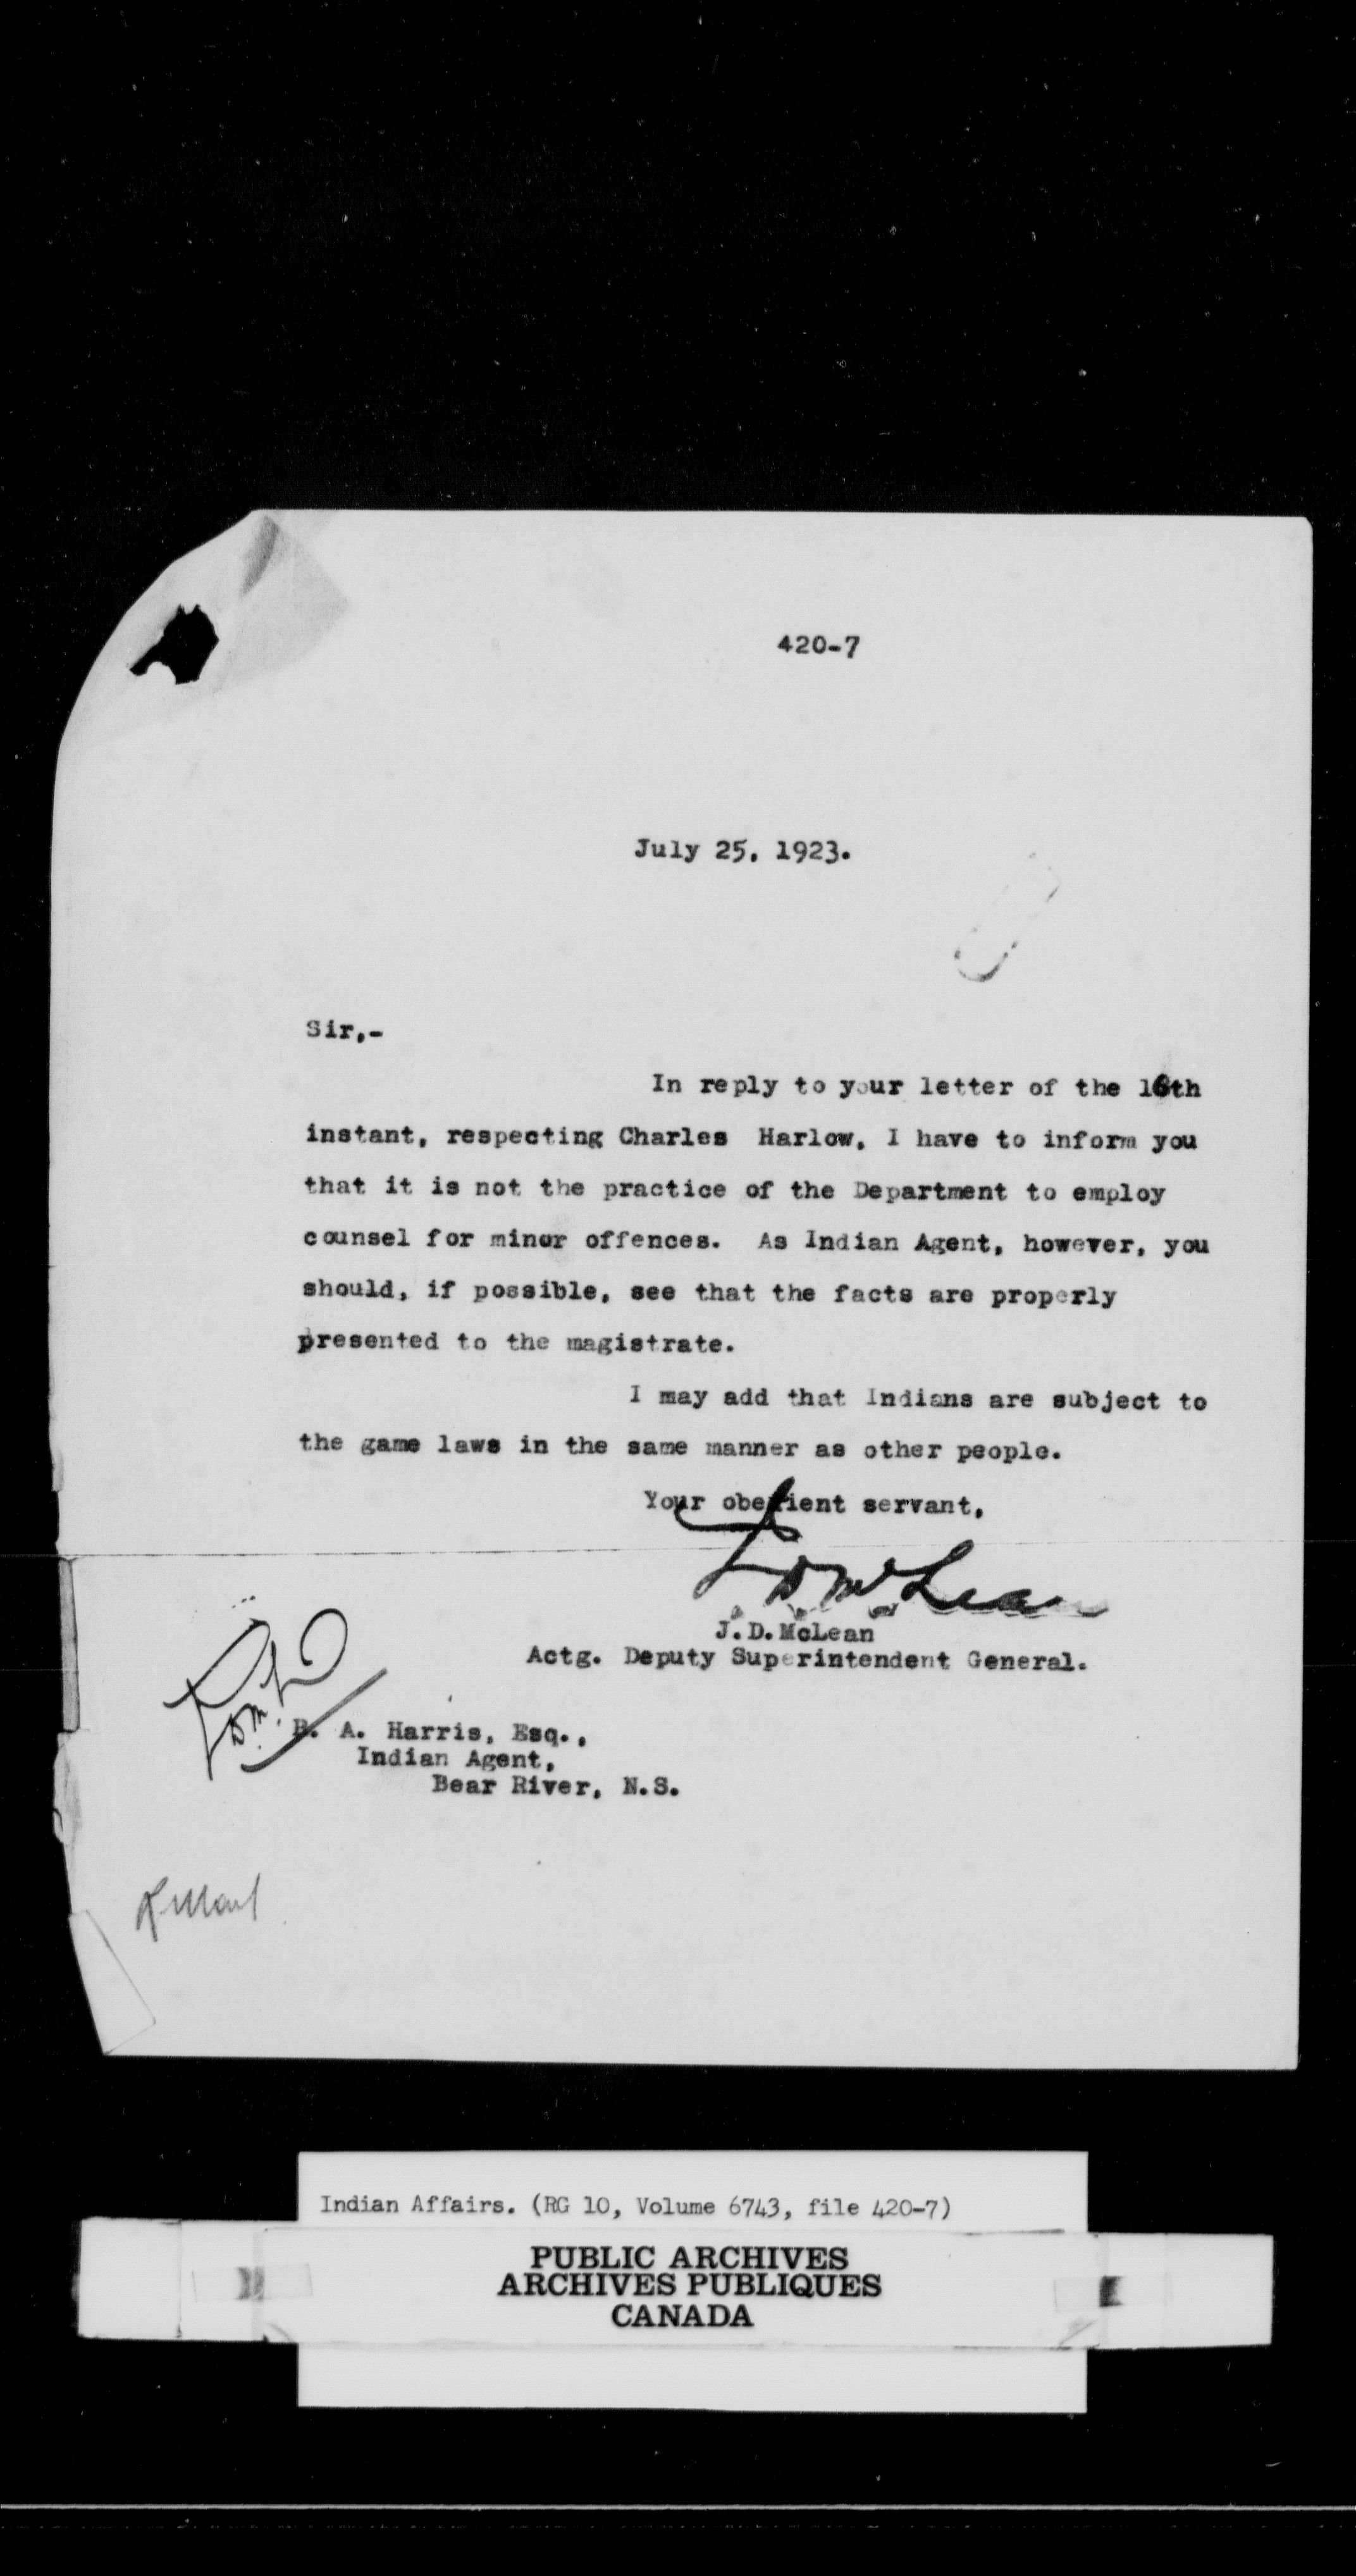 420-7
July 25, 1923.
Sir,-
In reply to your letter of the 16th
instant, respecting Charles Harlow, I have to inform you
that it is not the practice of the Department to employ
counsel for minor offences. As Indian Agent, however, you
should, if possible, see that the facts are properly
presented to the magistrate.
I may add that Indians are subject to
the game laws in the same manner as other people.
Your obedient servant,
J D McLean
J.D.McLean
Actg. Deputy Superintendent General.
B. A. Harris, Esq.,
Indian Agent,
Bear River, N.S.
Indian Affairs. (RG 10, Volume 6743, file 420-7)
PUBLIC ARCHIVES
ARCHIVES PUBLIQUES
CANADA